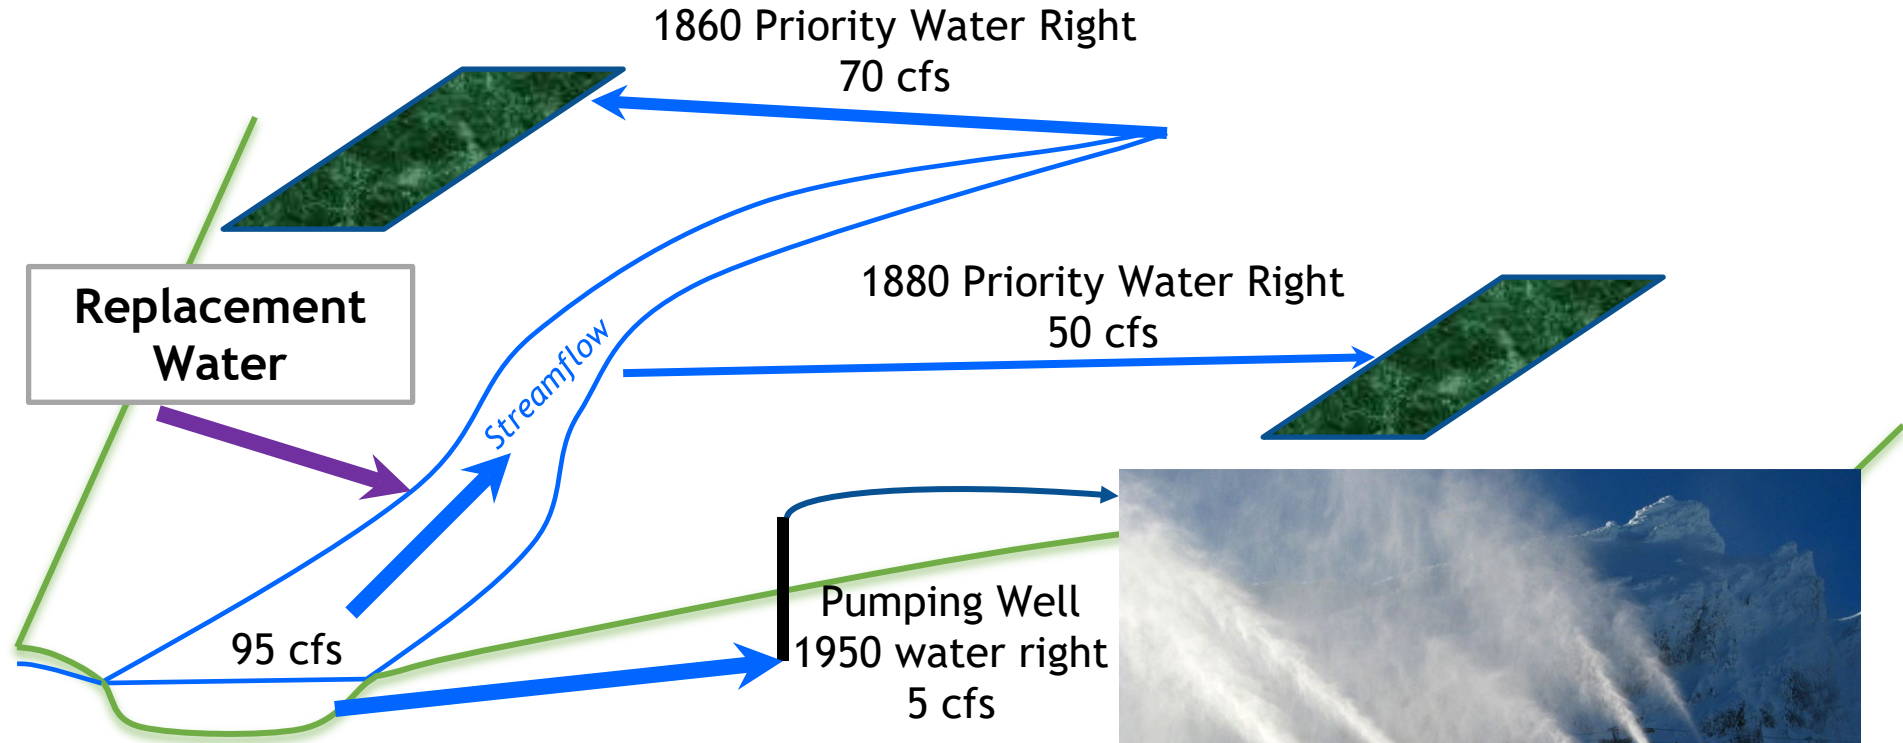 1860 Priority Water Right
70 cfs
1880 Priority Water Right
50 cfs
Replacement
Water
Streamflow
95 cfs
Pumping Well
1950 water right
5 cfs